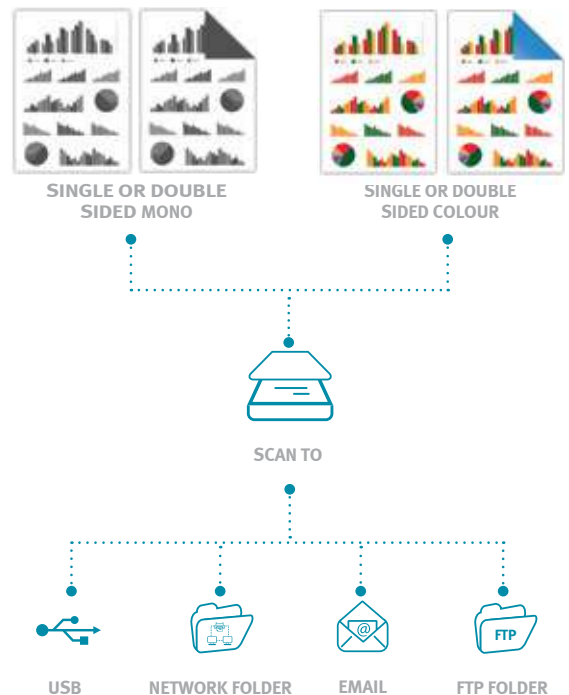 SINGLE OR DOUBLE
SIDED MONO
SINGLE OR DOUBLE
SIDED COLOUR
SCAN TO
@
FTP
USB
NETWORK FOLDER
EMAIL
FTP FOLDER